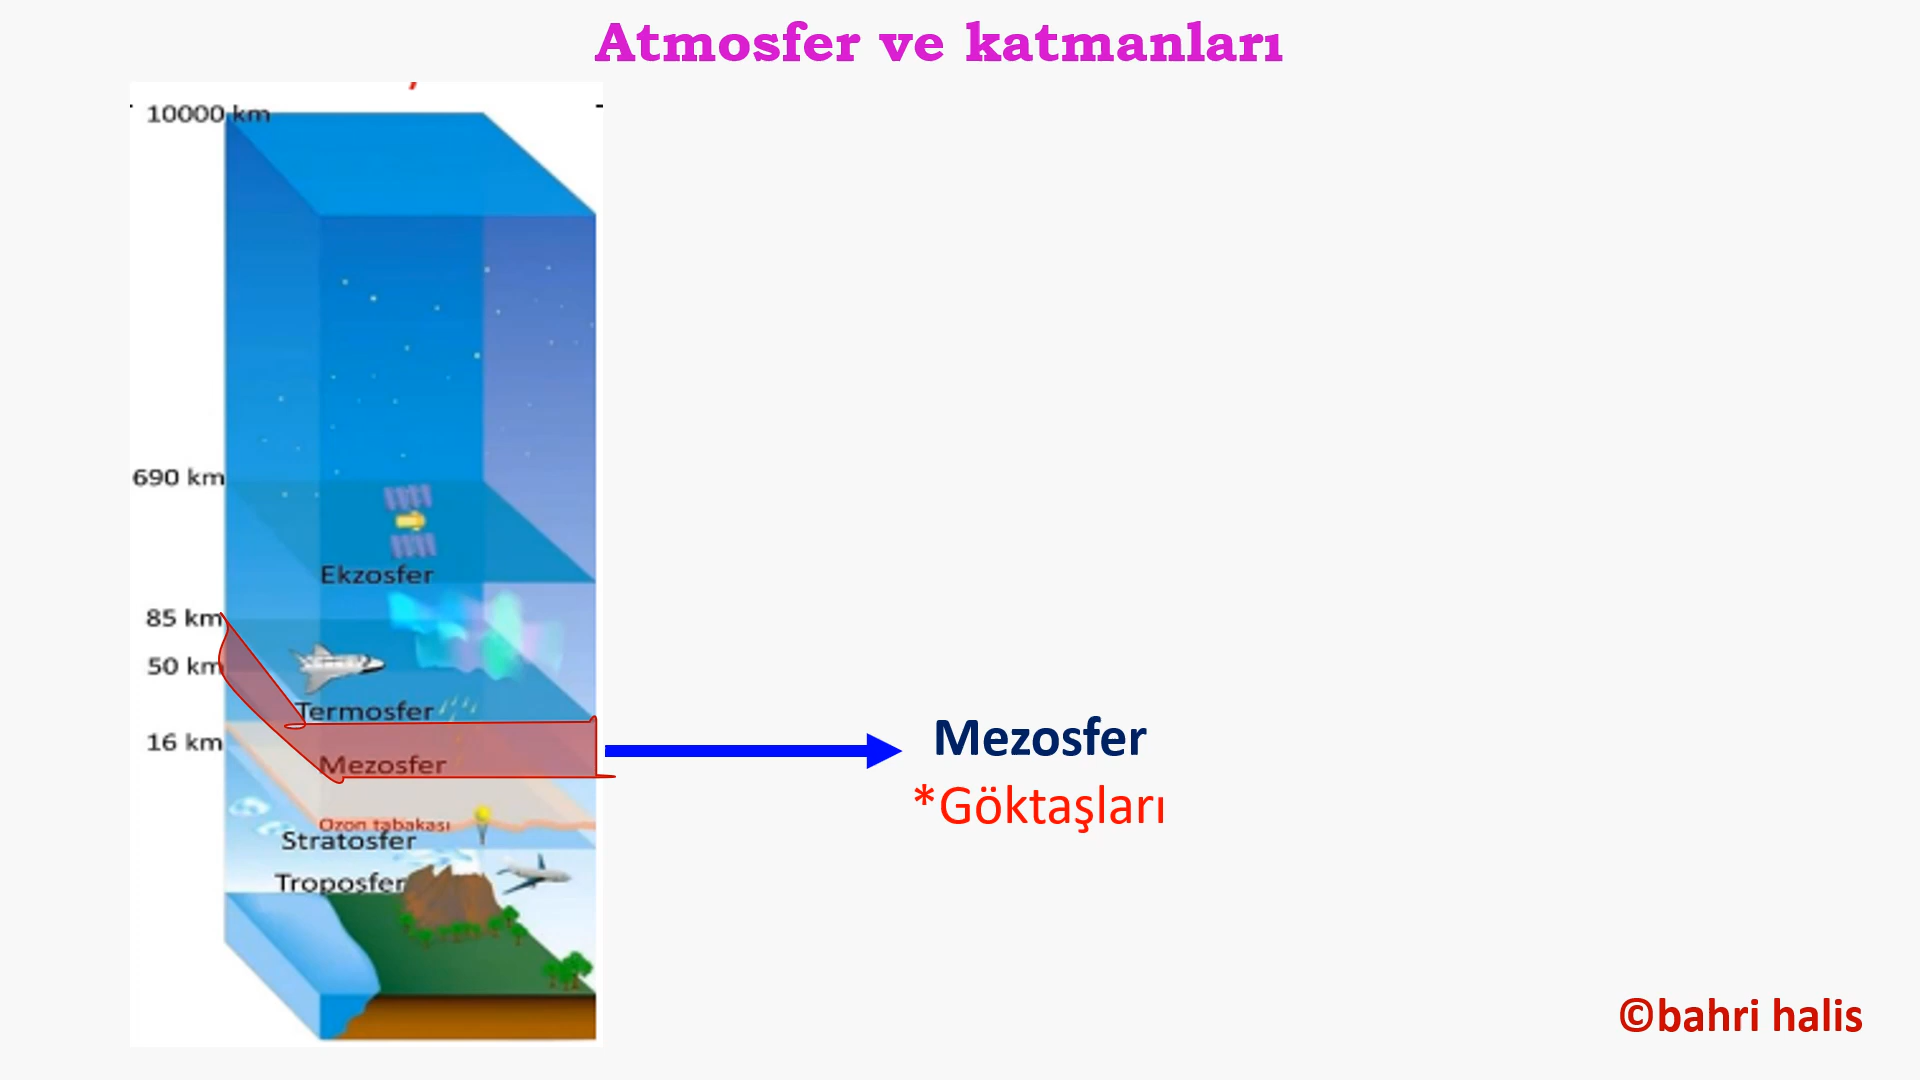 Atmosfer ve katmanları
10000 km
690 km
Ekzosfer
85 km
50 km
Termosfer
16 km
Mezosfer
Mezosfer
*Göktaşları
Ozon tabakası
Stratosfer
Troposfer
©bahri halis